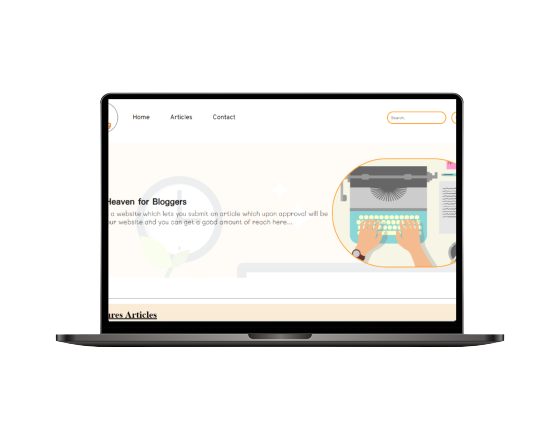 Home Articles Contact
Search
Heaven for Bloggers
a website which lets you submit an article which upon approval will be
our website and you can get a good amount of reach here...
ures Articles